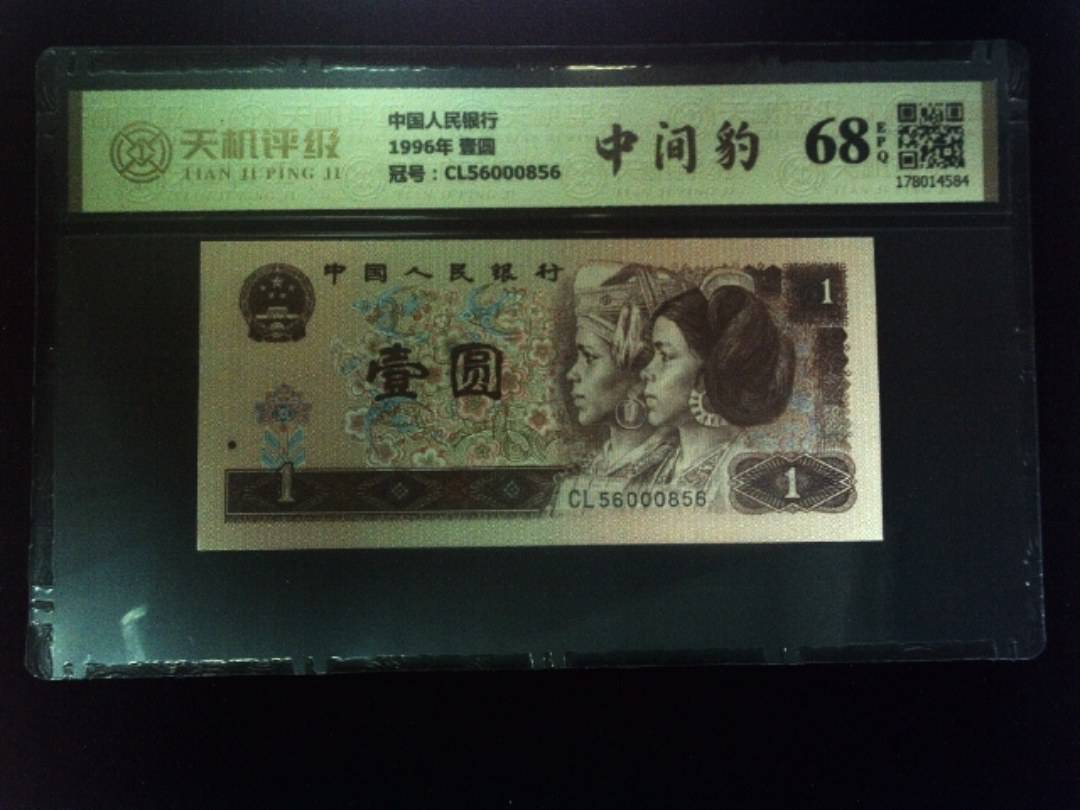 天机评级
TIAN JI PING JI
中国人民银行
1996年 壹圆
冠号：CL56000856
中间豹
68
EPQ
178014584
中国人民银行
1
壹圆
1
CL56000856
1